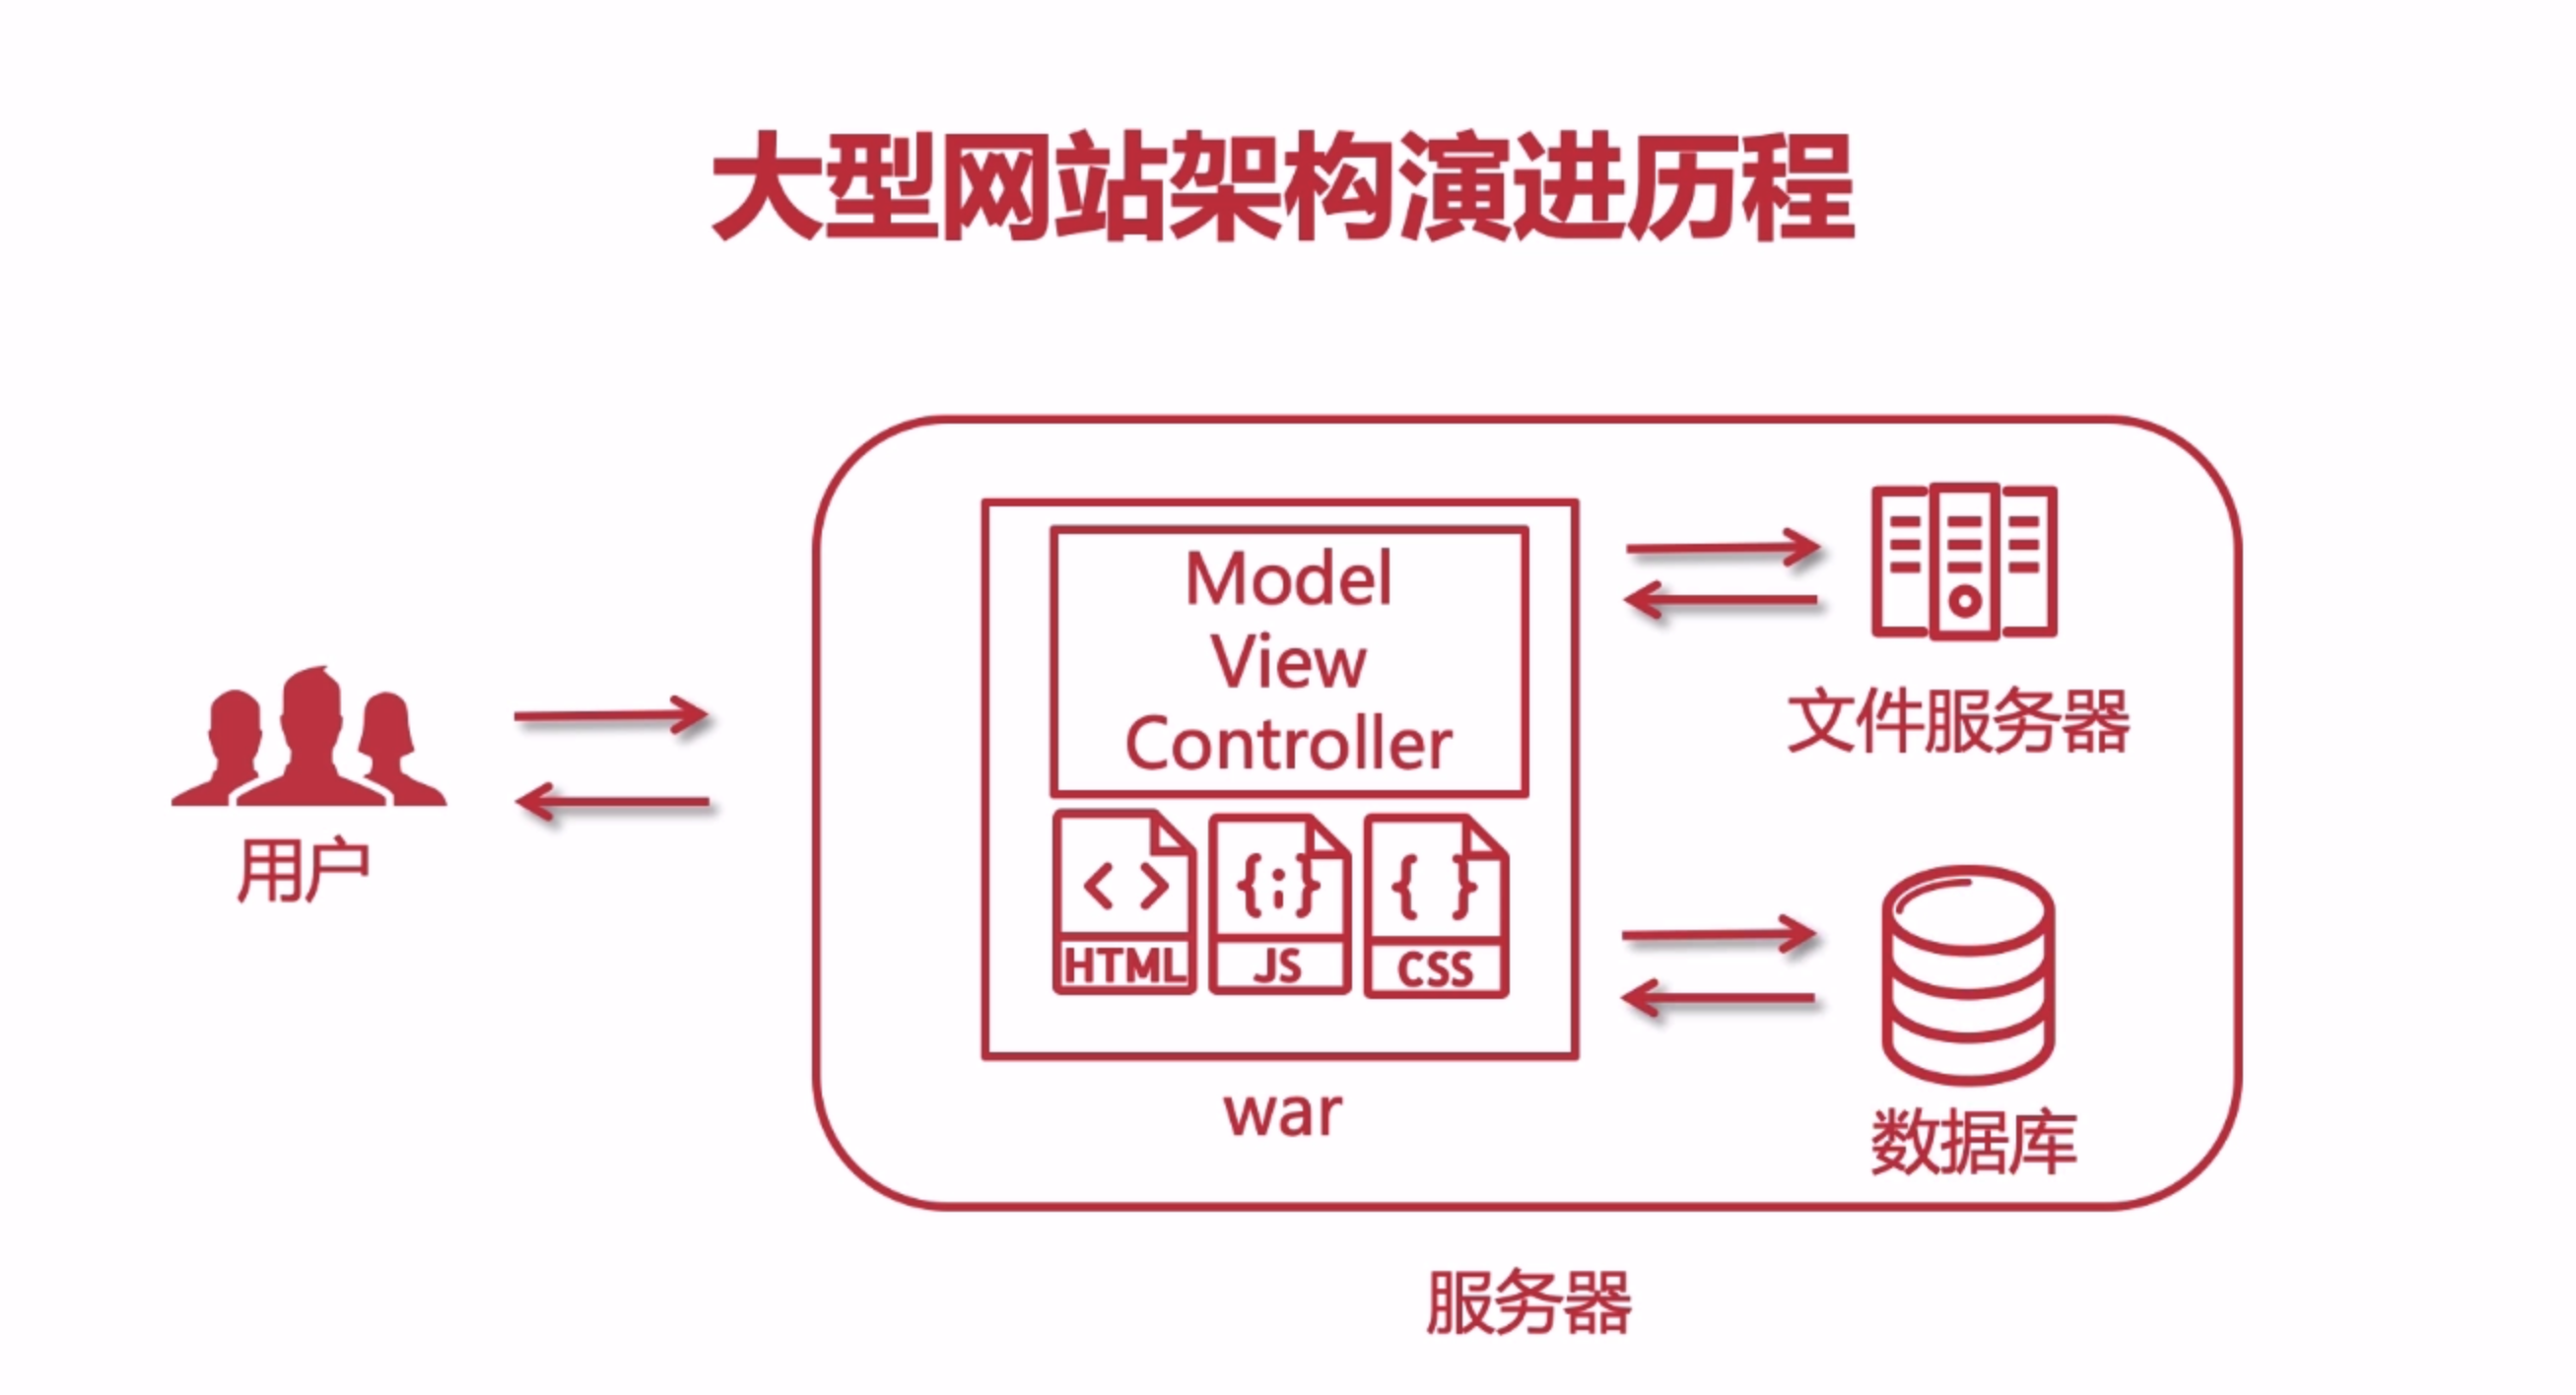 大型网站架构演进历程
Model
View
Controller
HTML
JS
CSS
war
用户
文件服务器
数据库
服务器